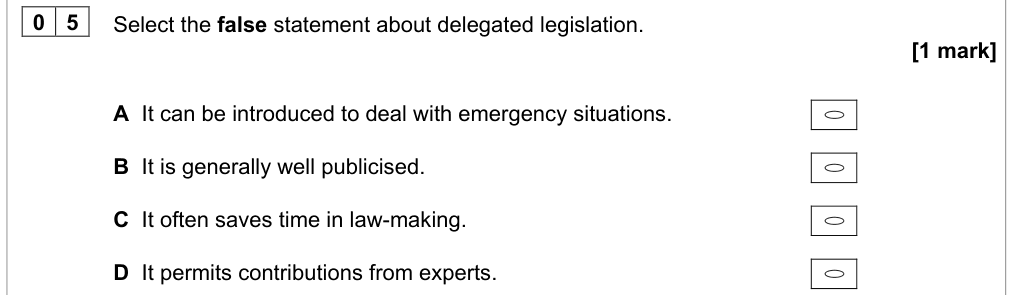 0 5 Select the false statement about delegated legislation.
[1 mark]
A It can be introduced to deal with emergency situations.
B It is generally well publicised.
C It often saves time in law-making.
D It permits contributions from experts.